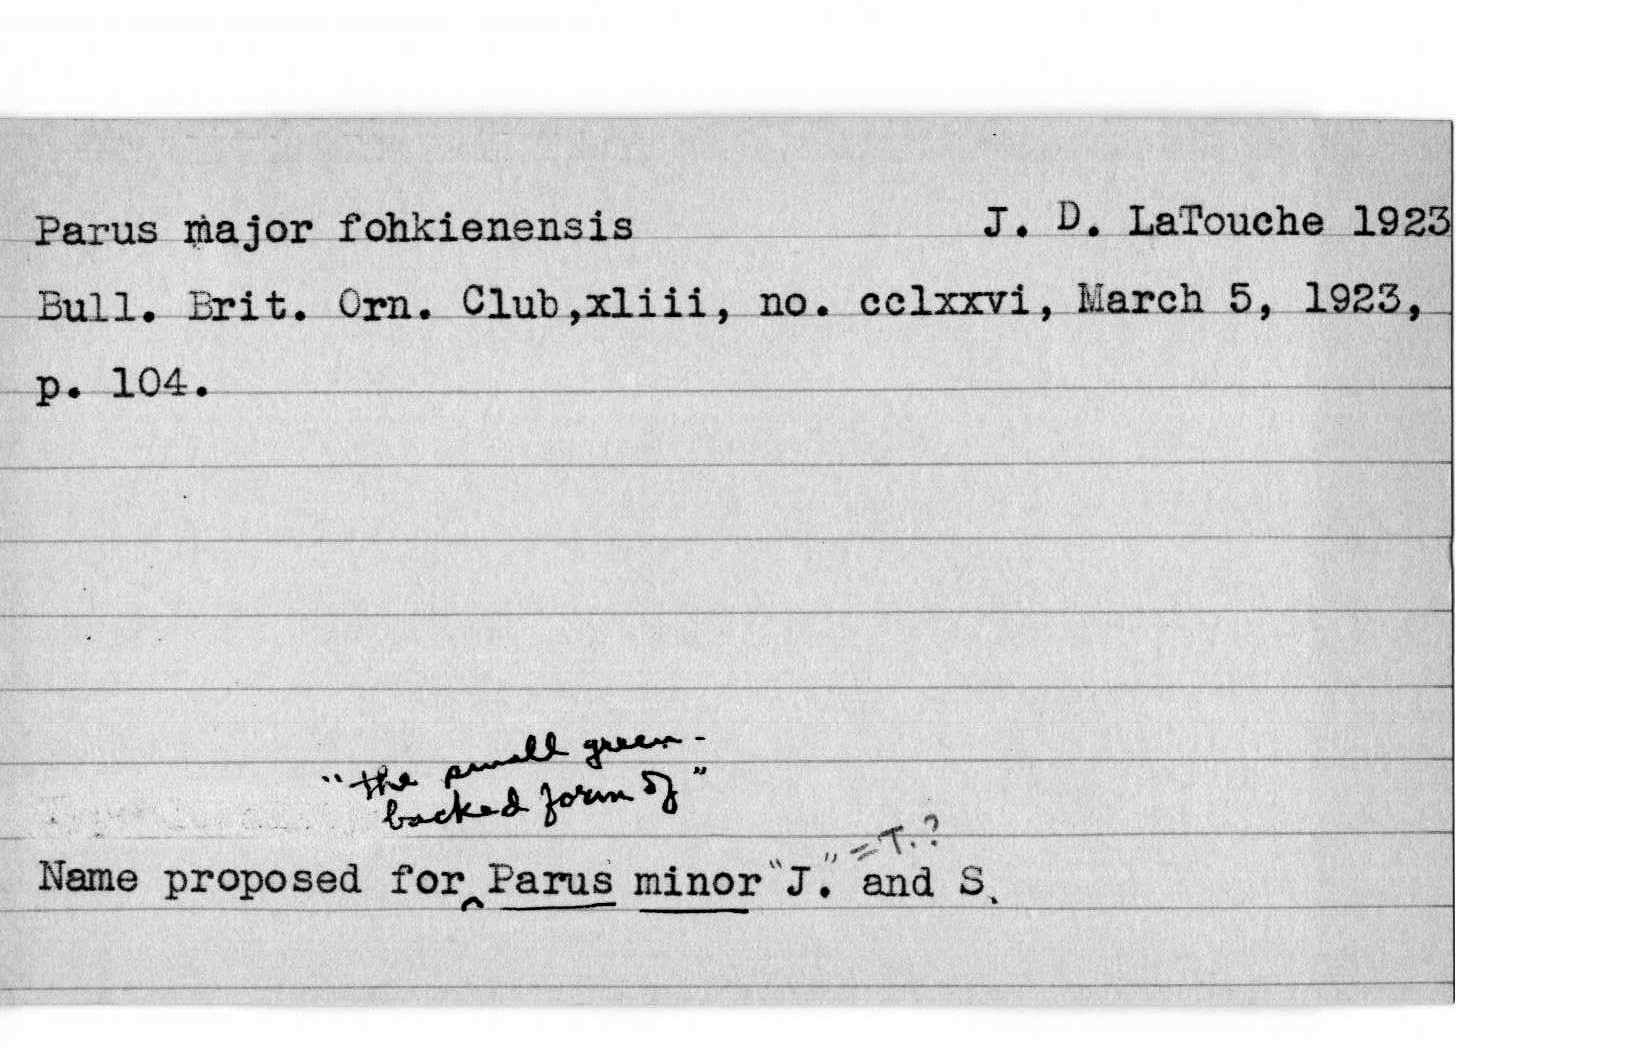 Parus major fohkienensis J. D. LaTouche 1923
Bull. Brit. Orn. Club,xliii, no. cclxxvi, March 5, 1923,
p. 104.
"the small green-
backed form of"
= T. ?
Name proposed for ‸ Parus minor "J." and S.